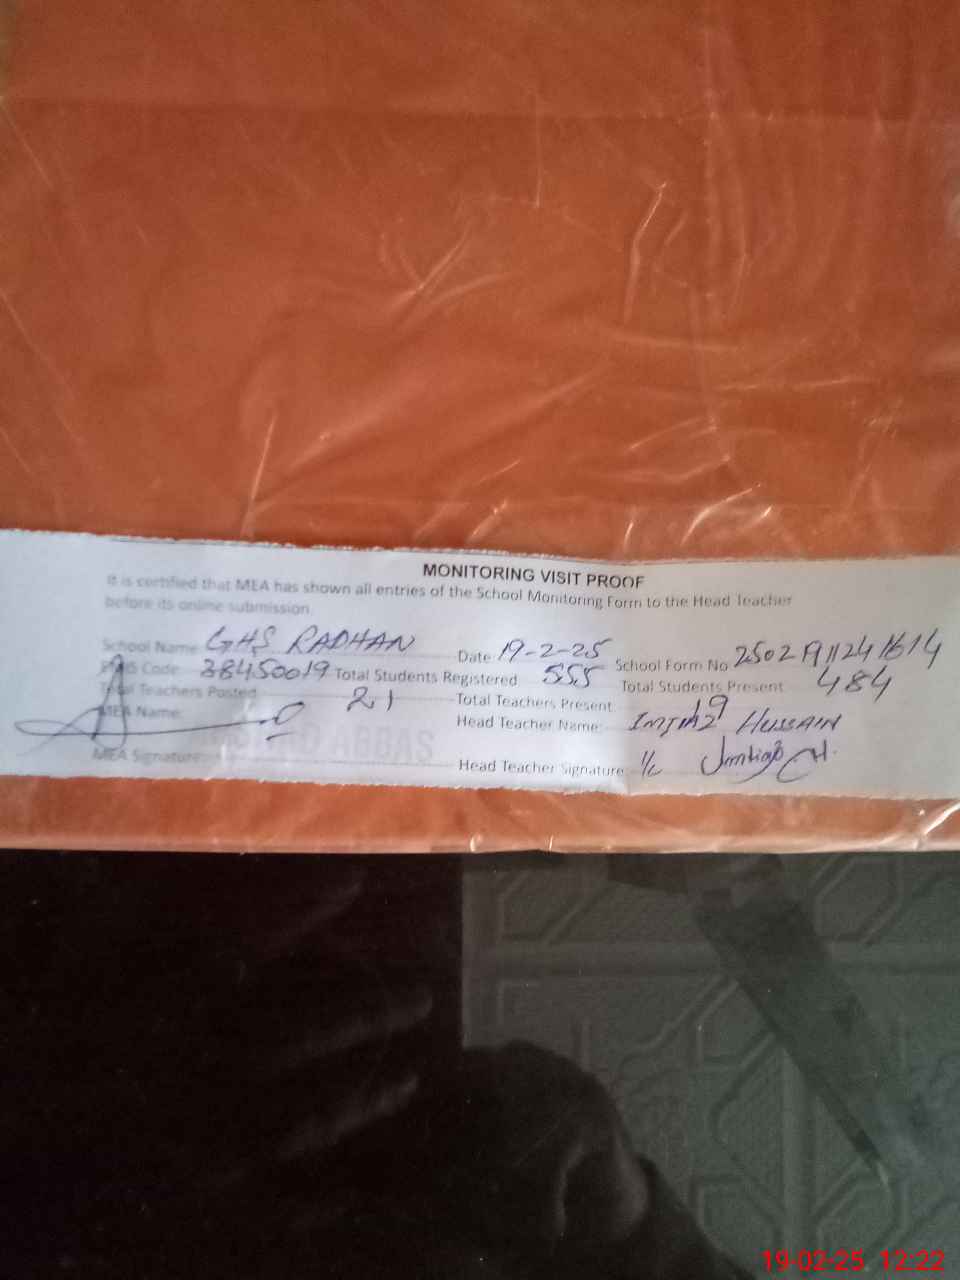 MONITORING VISIT PROOF
It is certified that MEA has shown all entries of the School Monitoring Form to the Head Teacher
before its online submission
School Name GHS RADHAN Date 19-2-25 School Form No 25021911241614
Code 38450019 Total Students Registered 555 Total Students Present 484
Total Teachers Posted 21 Total Teachers Present 19
MEA Name: Head Teacher Name: HUSSAIN
ABBAS
MEA Signature: Head Teacher Signature
19-02-25 12:22